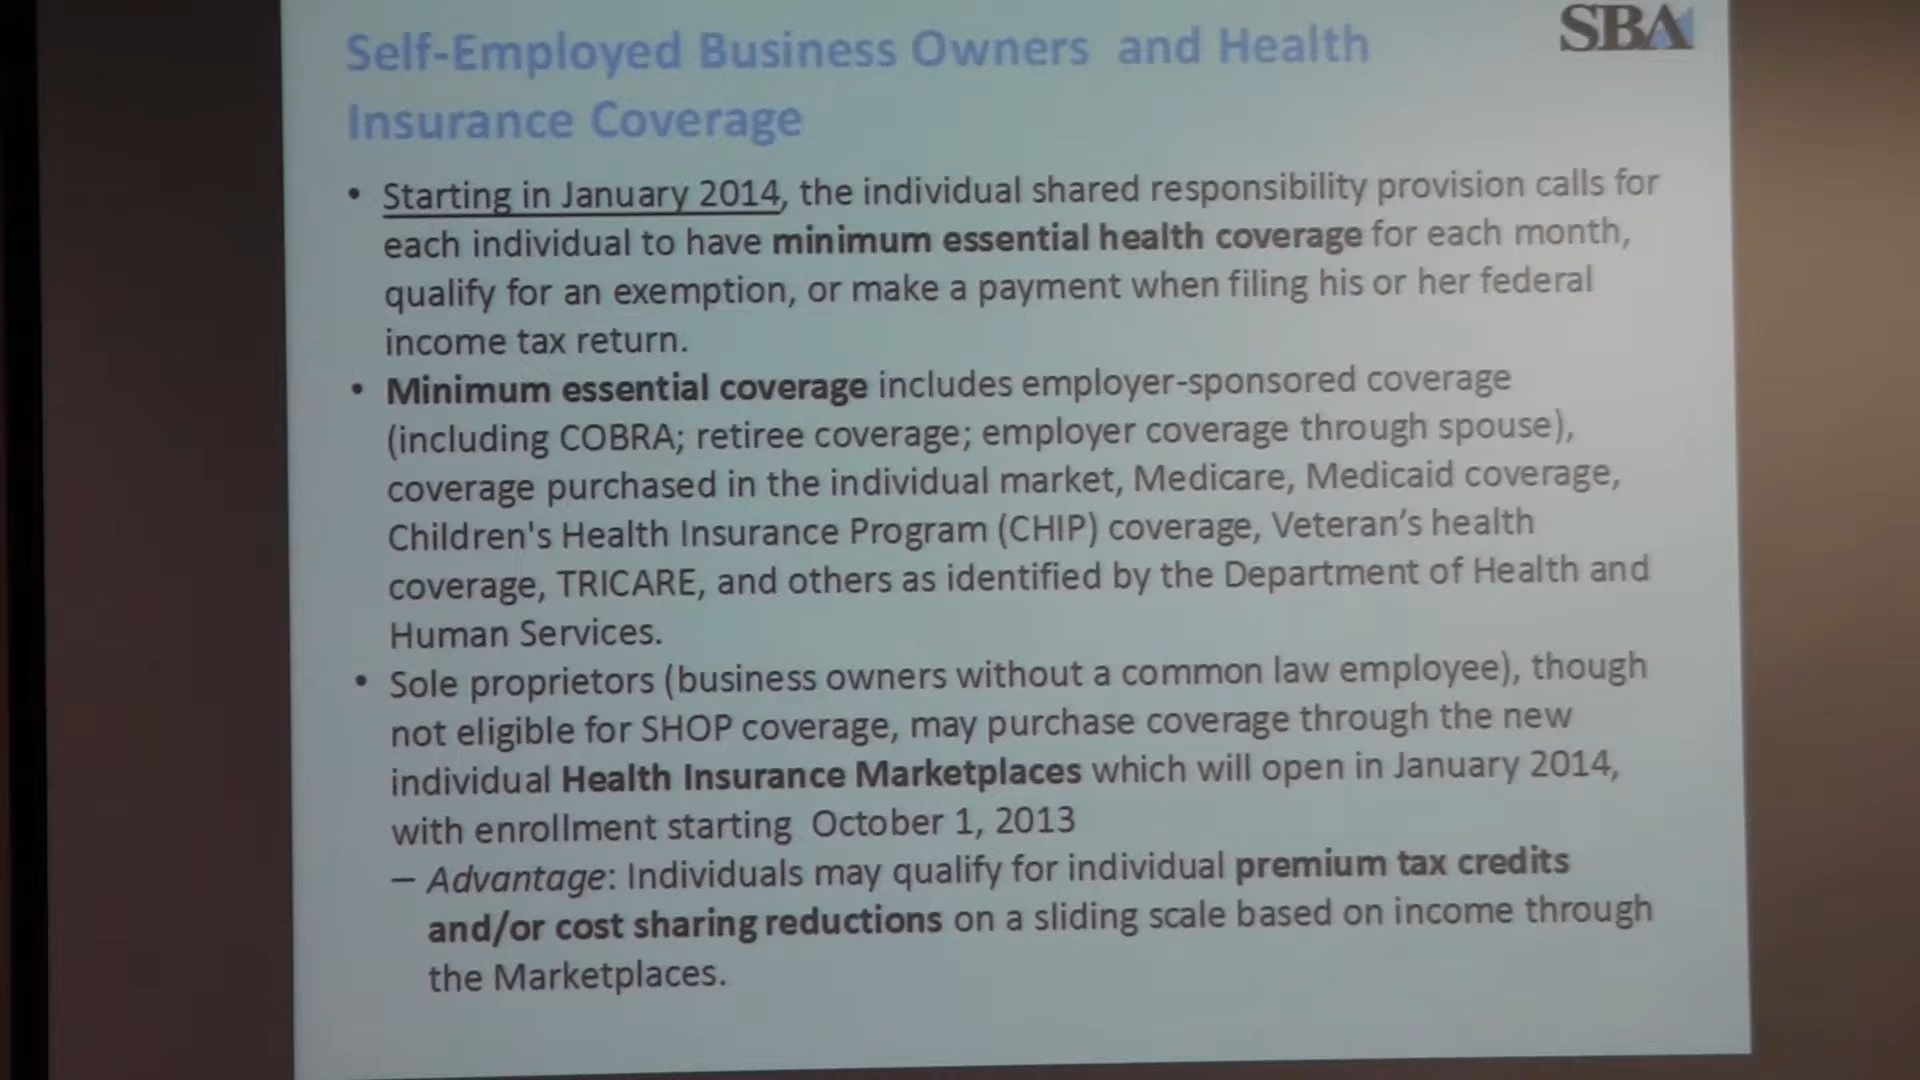 Self-Employed Business Owners and Health
Insurance Coverage
SBA
• Starting in January 2014, the individual shared responsibility provision calls for
each individual to have minimum essential health coverage for each month,
qualify for an exemption, or make a payment when filing his or her federal
income tax return.
• Minimum essential coverage includes employer-sponsored coverage
(including COBRA; retiree coverage; employer coverage through spouse),
coverage purchased in the individual market, Medicare, Medicaid coverage,
Children's Health Insurance Program (CHIP) coverage, Veteran’s health
coverage, TRICARE, and others as identified by the Department of Health and
Human Services.
• Sole proprietors (business owners without a common law employee), though
not eligible for SHOP coverage, may purchase coverage through the new
individual Health Insurance Marketplaces which will open in January 2014,
with enrollment starting October 1, 2013
– Advantage: Individuals may qualify for individual premium tax credits
and/or cost sharing reductions on a sliding scale based on income through
the Marketplaces.